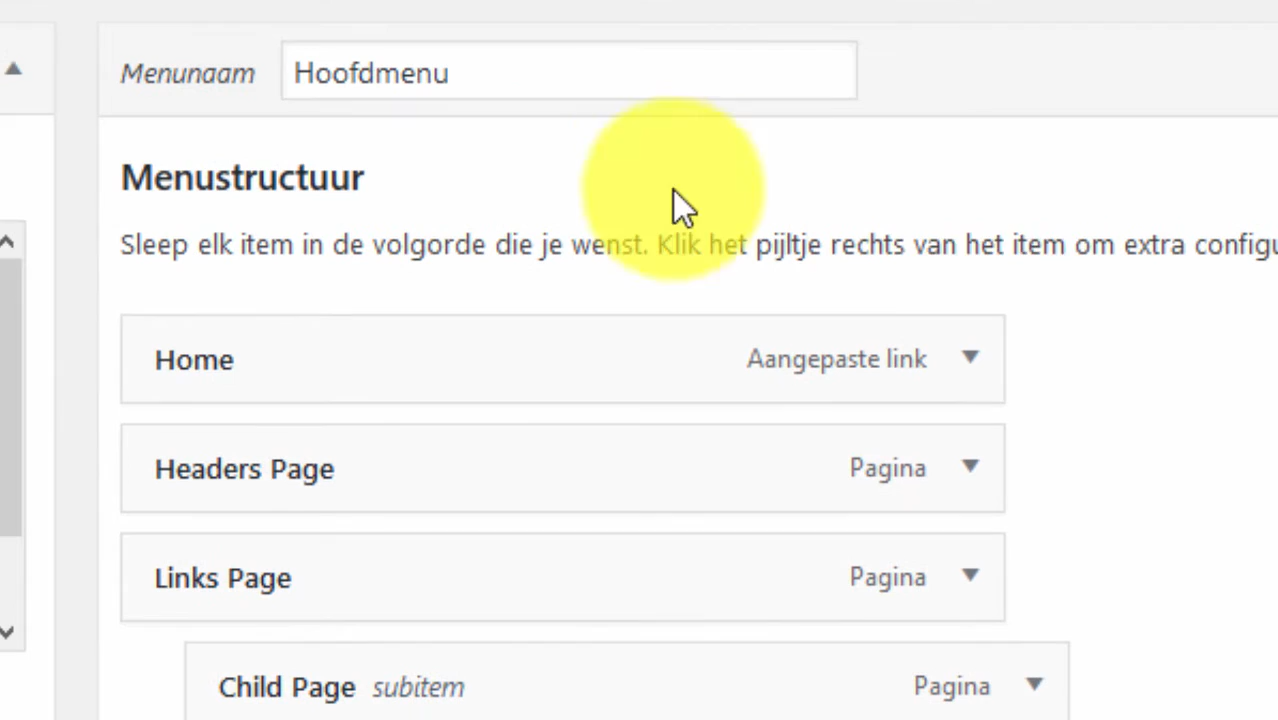 Menunaam Hoofdmenu
Menustructuur
Sleep elk item in de volgorde die je wenst. Klik het pijltje rechts van het item om extra
Home Aangepaste link
Headers Page Pagina
Links Page Pagina
Child Page subitem Pagina